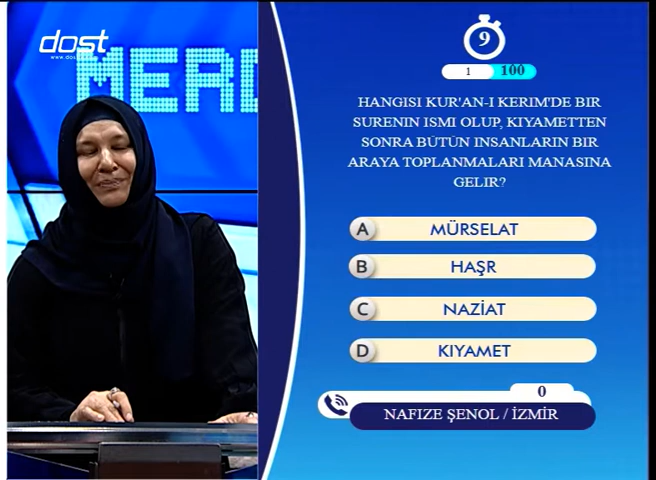 dost
9
1 100
HANGISI KUR'AN-I KERIM'DE BIR
SURENIN ISMI OLUP, KIYAMETTEN
SONRA BÜTÜN INSANLARIN BIR
ARAYA TOPLANMALARI MANASINA
GELIR?
A MÜRSELAT
B HAŞR
C NAZİAT
D KIYAMET
0
NAFIZE ŞENOL / İZMİR